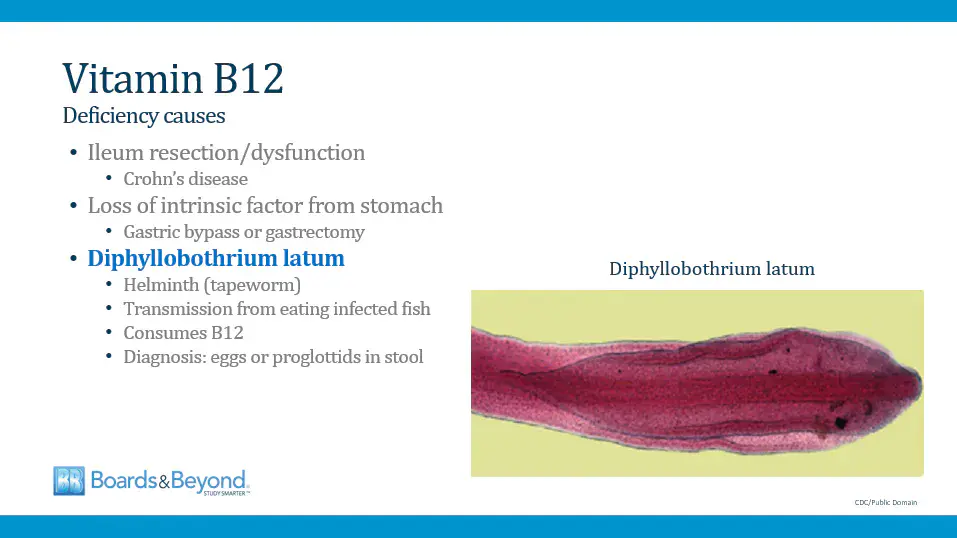 Vitamin B12
Deficiency causes
• Ileum resection/dysfunction
• Crohn's disease
• Loss of intrinsic factor from stomach
• Gastric bypass or gastrectomy
• Diphyllobothrium latum
• Helminth (tapeworm)
• Transmission from eating infected fish
• Consumes B12
• Diagnosis: eggs or proglottids in stool
Diphyllobothrium latum
BB Boards&Beyond.
STUDY SMARTER™
CDC/Public Domain